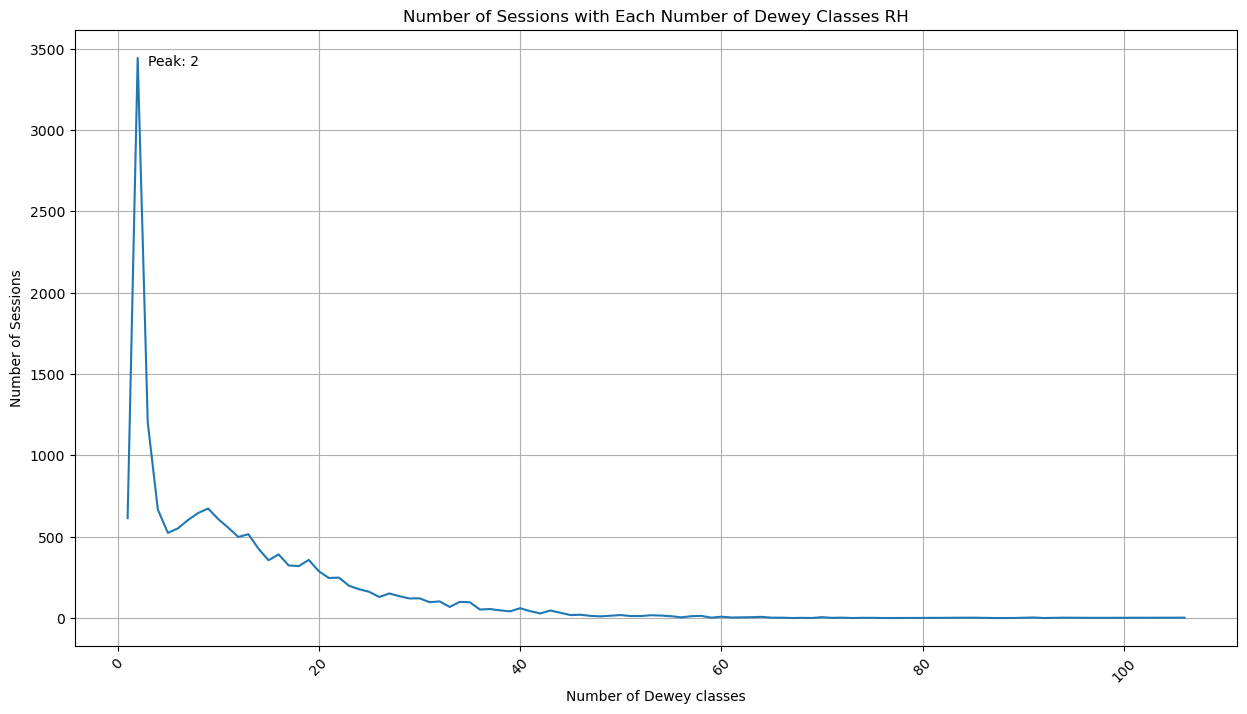 Number of Sessions with Each Number of Dewey Classes RH
3500
Peak: 2
3000
2500
2000
1500
1000
500
0
Number of Sessions
0 20 40 60 80 100
Number of Dewey classes